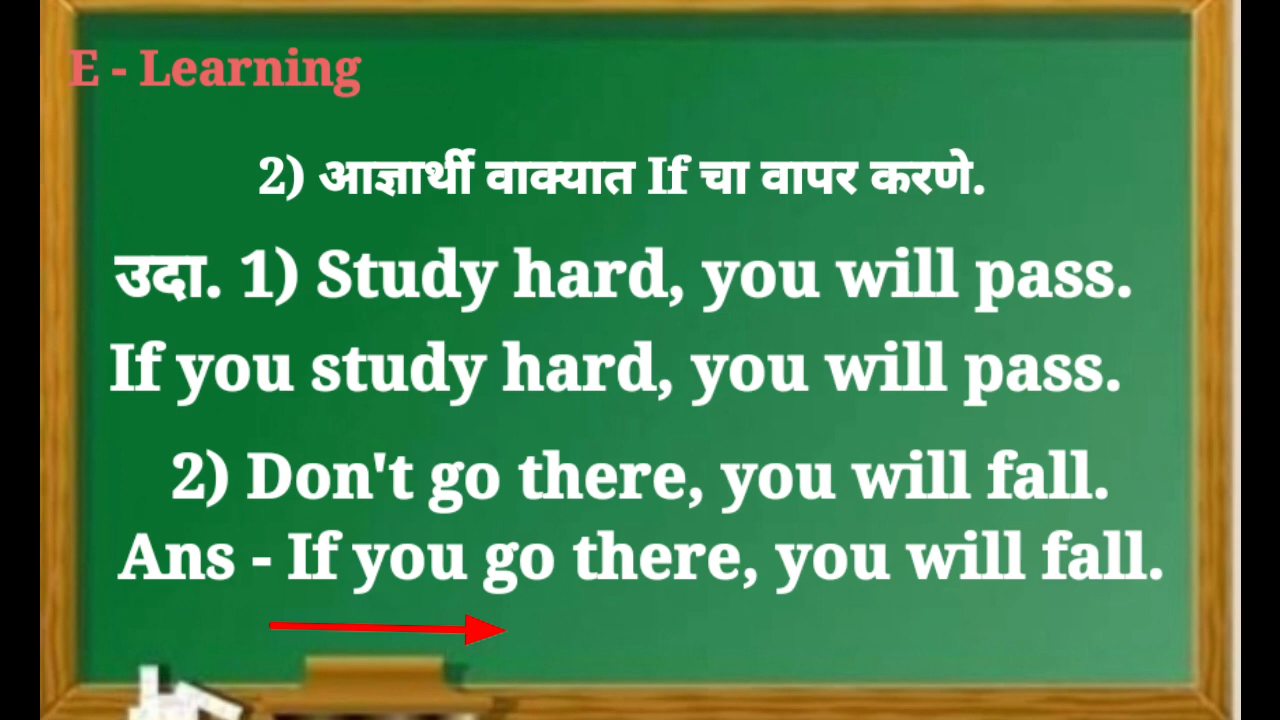 E - Learning
2) आज्ञार्थी वाक्यात If चा वापर करणे.
उदा. 1) Study hard, you will pass.
If you study hard, you will pass.
2) Don't go there, you will fall.
Ans - If you go there, you will fall.